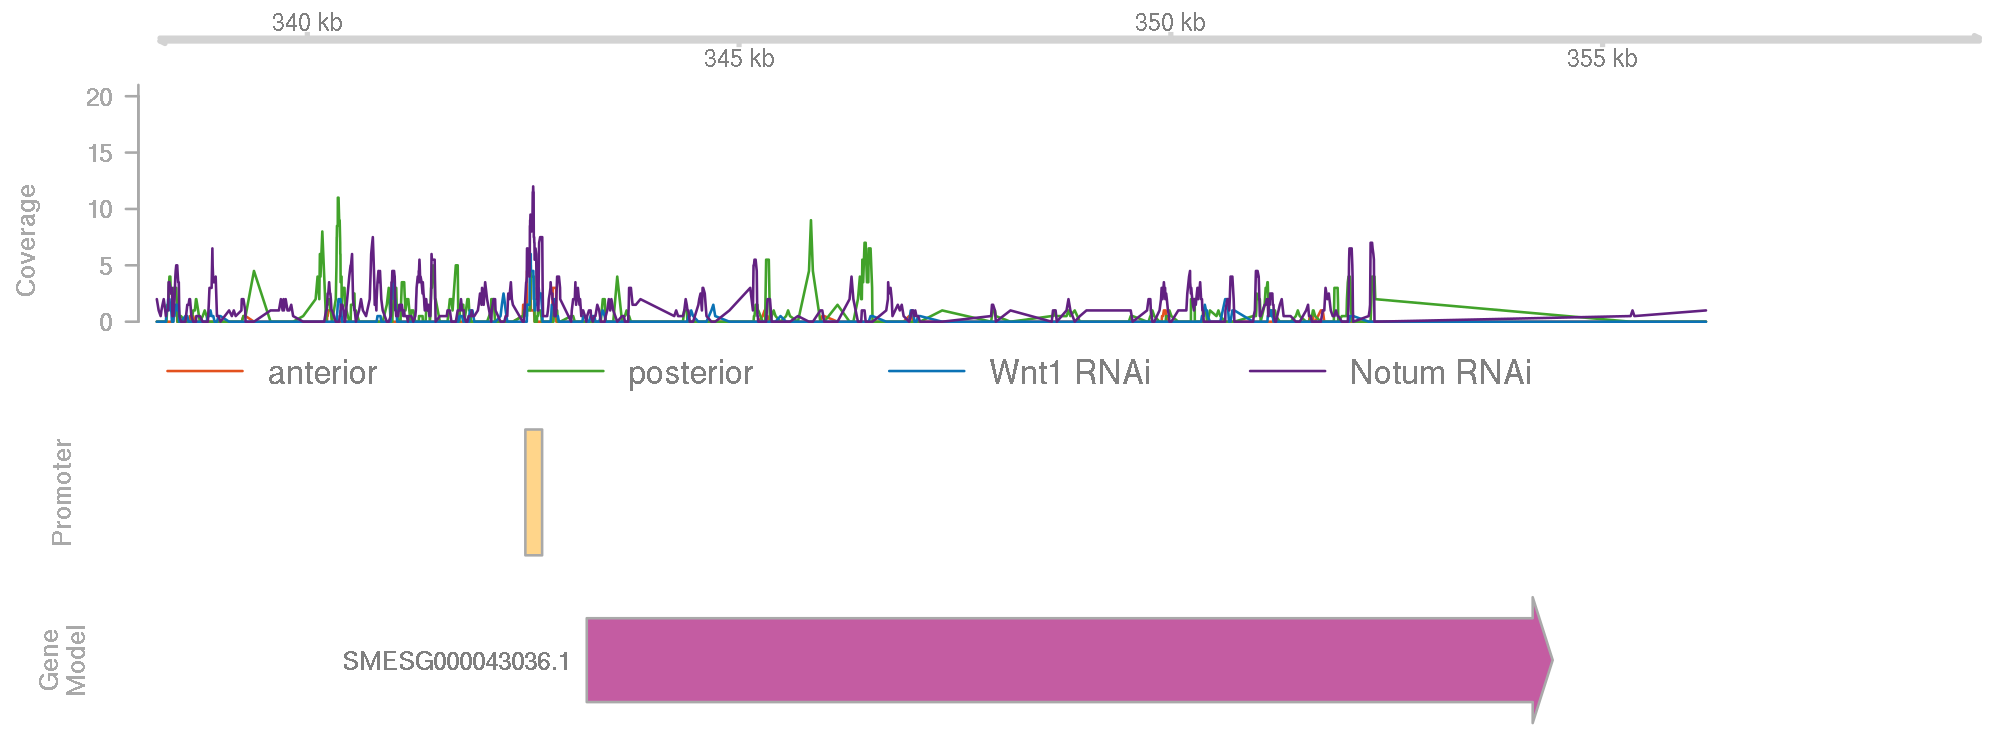 340 kb
350 kb
345 kb
355 kb
20
15
10
5
0
Coverage
anterior
posterior
Wnt1 RNAi
Notum RNAi
Promoter
Gene
Model
SMESG000043036.1